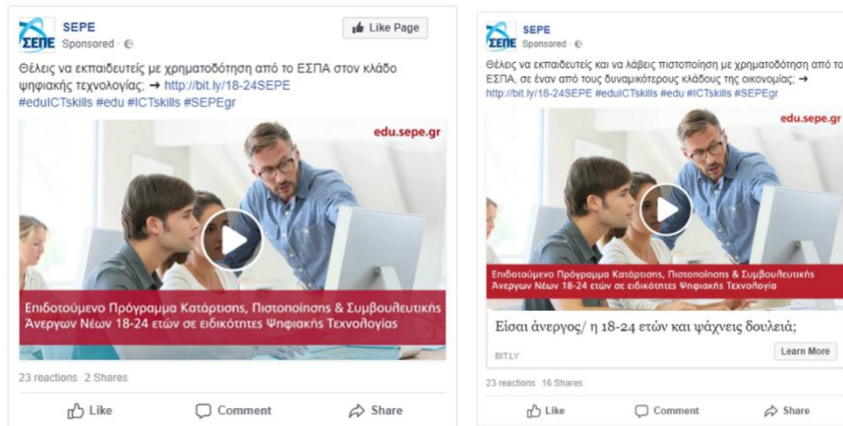 SEPE
Sponsored ·
Like Page
ΣΕΠΕ
Θέλεις να εκπαιδευτείς με χρηματοδότηση από το ΕΣΠΑ στον κλάδο
ψηφιακής τεχνολογίας; ➔ http://bit.ly/18-24SEPE
#eduICTskills #edu #ICTskills #SEPEgr
edu.sepe.gr
Επιδοτούμενο Πρόγραμμα Κατάρτισης, Πιστοποίησης & Συμβουλευτικής
Άνεργων Νέων 18-24 ετών σε ειδικότητες Ψηφιακής Τεχνολογίας
23 reactions 2 Shares
Like Comment Share
SEPE
Sponsored ·
ΣΕΠΕ
Θέλεις να εκπαιδευτείς και να λάβεις πιστοποίηση με χρηματοδότηση από το
ΕΣΠΑ, σε έναν από τους δυναμικότερους κλάδους της οικονομίας; ➔
http://bit.ly/18-24SEPE #eduICTskills #edu #ICTskills #SEPEgr
edu.sepe.gr
Επιδοτούμενο Πρόγραμμα Κατάρτισης, Πιστοποίησης & Συμβουλευτικής
Άνεργων Νέων 18-24 ετών σε ειδικότητες Ψηφιακής Τεχνολογία
Είσαι άνεργος/ η 18-24 ετών και ψάχνεις δουλειά;
BIT.LY
Learn More
23 reactions 16 Shares
Like Comment Share